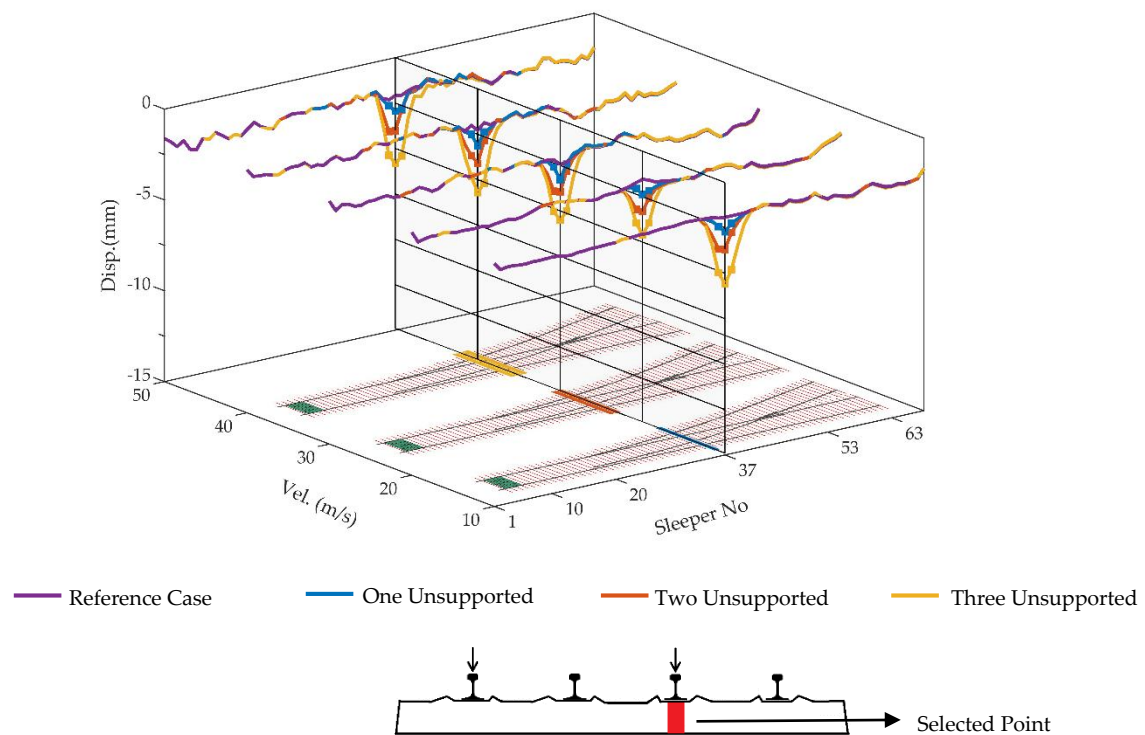 0
-5
-10
-15
Disp.(mm)
50
40
30
20
10
Vel. (m/s)
1
10
20
37
53
63
Sleeper No
Reference Case
One Unsupported
Two Unsupported
Three Unsupported
Selected Point